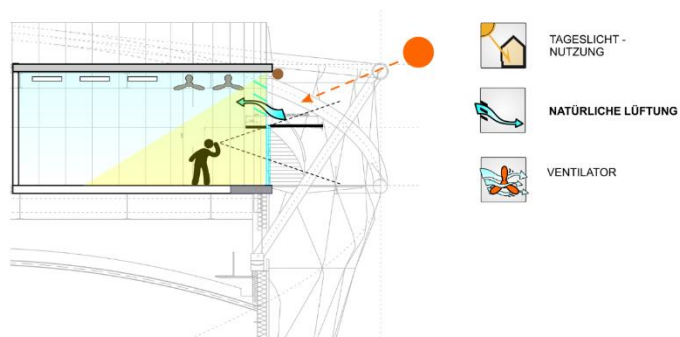 TAGESLICHT -
NUTZUNG
NATÜRLICHE LÜFTUNG
VENTILATOR